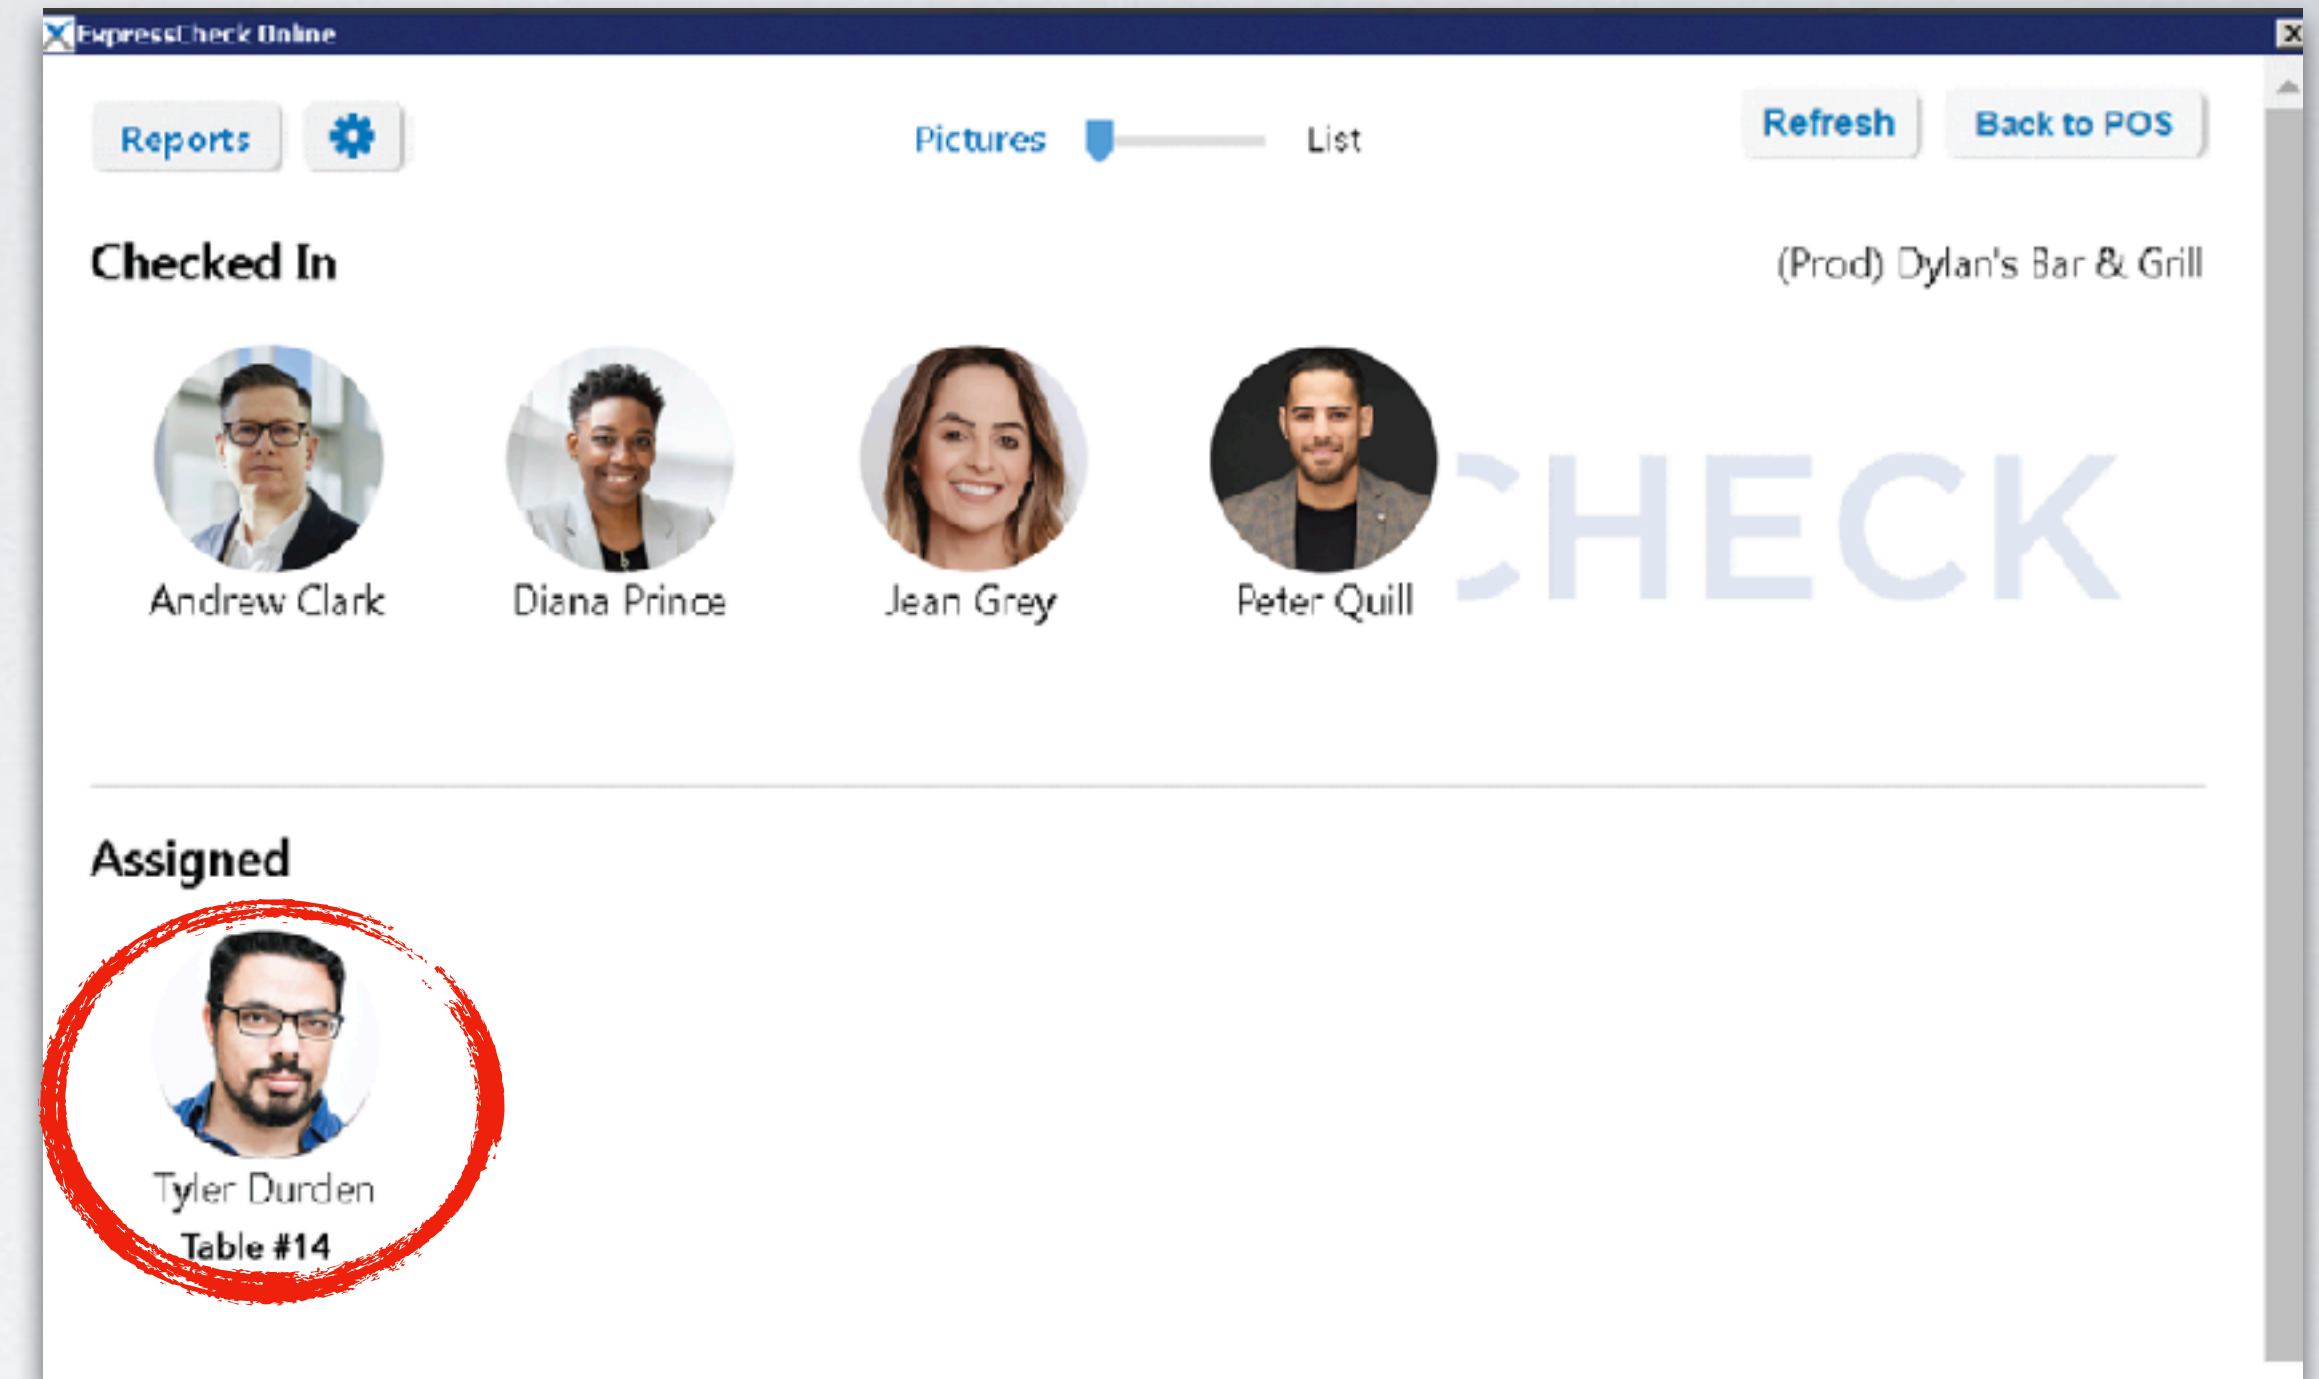 ExpressCheck Online
Reports
Pictures
List
Refresh
Back to POS
Checked In
(Prod) Dylan's Bar & Grill
CHECK
Andrew Clark
Diana Prince
Jean Grey
Peter Quill
Assigned
Tyler Durden
Table #14